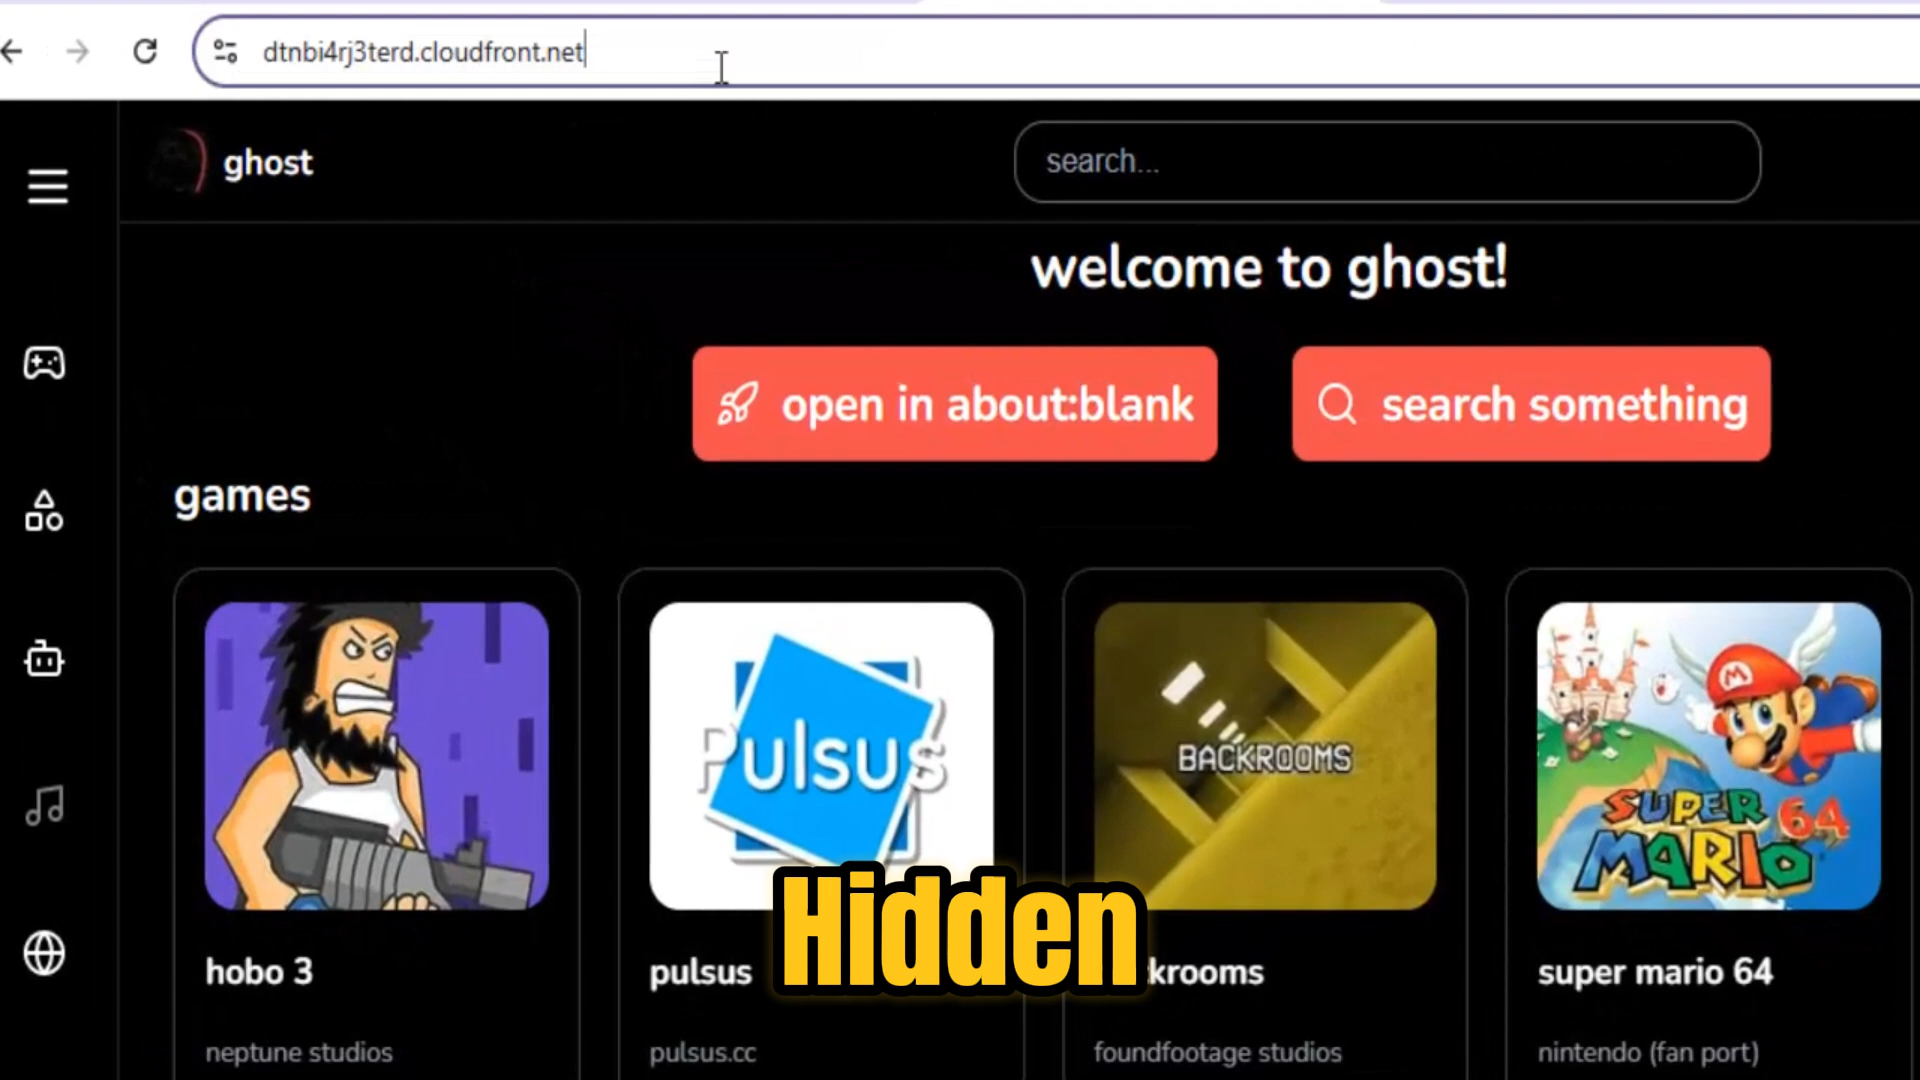 dtnbi4rj3terd.cloudfront.net
ghost
search...
welcome to ghost!
open in about:blank
search something
games
Pulsus
BACKROOMS
SUPER MARIO 64
Hidden
hobo 3
pulsus
krooms
super mario 64
neptune studios
pulsus.cc
foundfootage studios
nintendo (fan port)